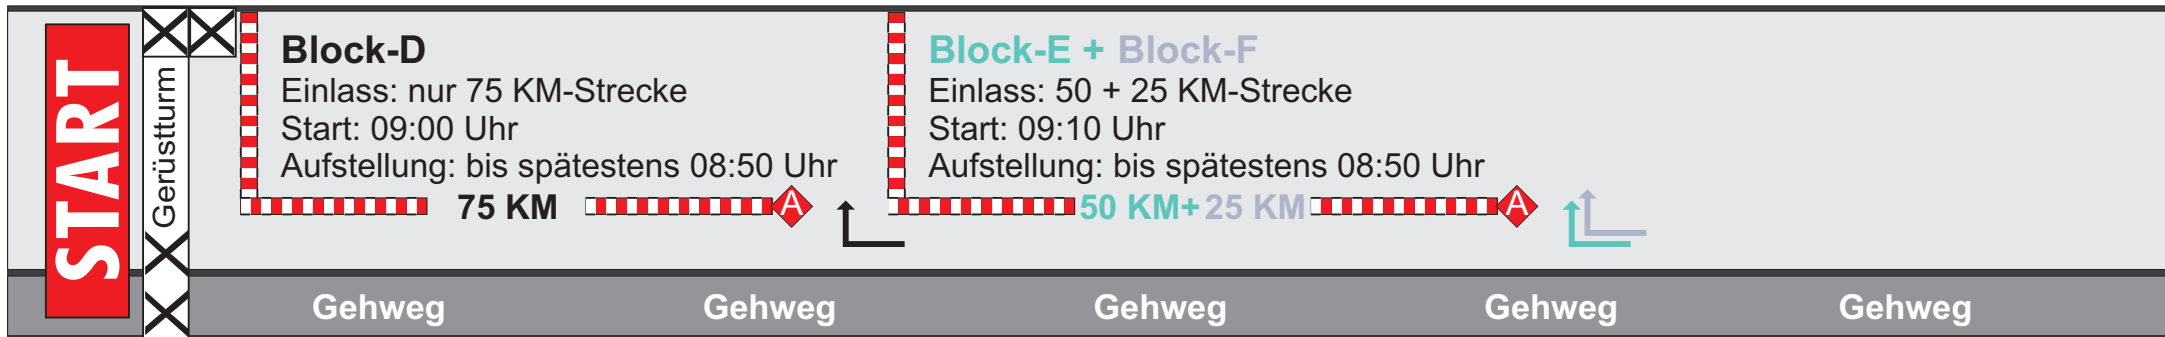 START
Gerüstturm
Block-D
Einlass: nur 75 KM-Strecke
Start: 09:00 Uhr
Aufstellung: bis spätestens 08:50 Uhr
75 KM
A
Block-E + Block-F
Einlass: 50 + 25 KM-Strecke
Start: 09:10 Uhr
Aufstellung: bis spätestens 08:50 Uhr
50 KM+ 25 KM
A
Gehweg Gehweg Gehweg Gehweg Gehweg